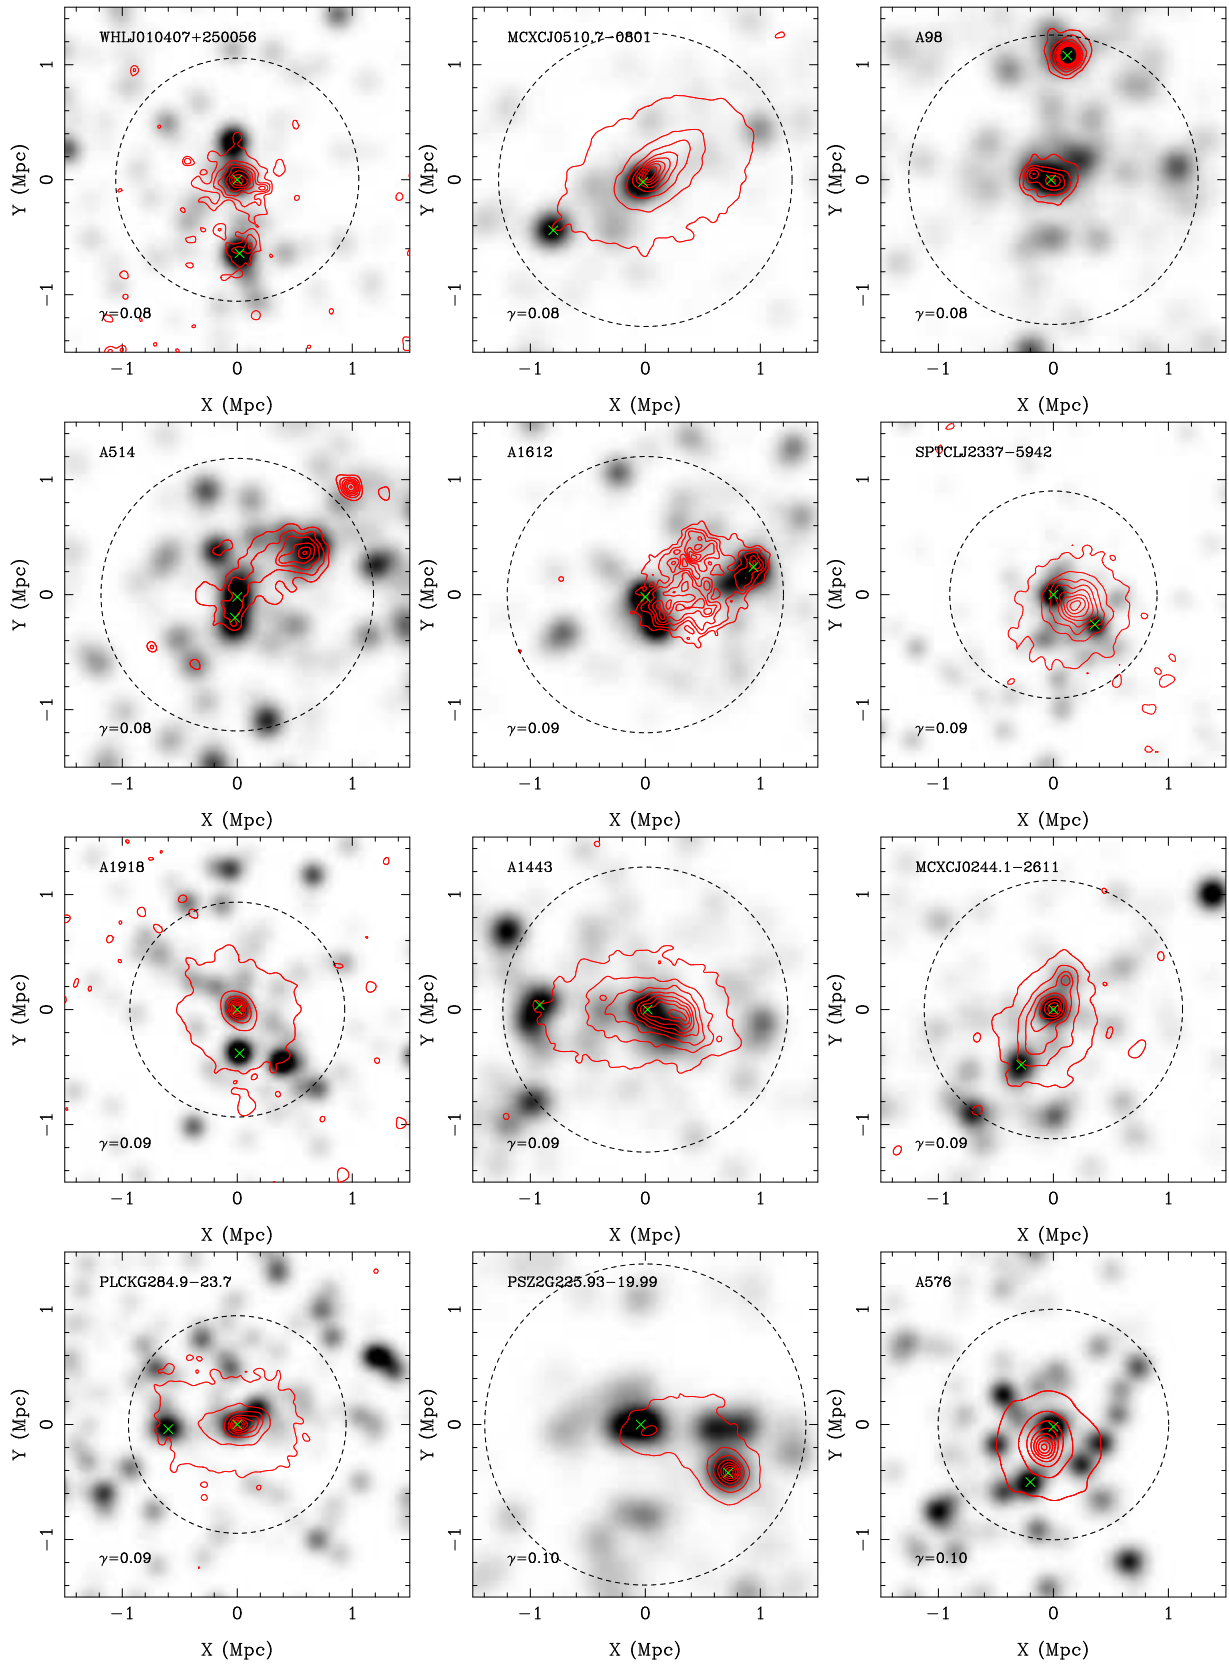 WHLJ010407+250056
MCXCJ0510.7-0801
A98
Y (Mpc)
1
0
−1
γ=0.08
−1 0 1
X (Mpc)
Y (Mpc)
1
0
−1
γ=0.08
−1 0 1
X (Mpc)
Y (Mpc)
1
0
−1
γ=0.08
−1 0 1
X (Mpc)
A514
Y (Mpc)
1
0
−1
γ=0.08
−1 0 1
X (Mpc)
A1612
Y (Mpc)
1
0
−1
γ=0.09
−1 0 1
X (Mpc)
SPTCLJ2337-5942
Y (Mpc)
1
0
−1
γ=0.09
−1 0 1
X (Mpc)
A1918
Y (Mpc)
1
0
−1
γ=0.09
−1 0 1
X (Mpc)
A1443
Y (Mpc)
1
0
−1
γ=0.09
−1 0 1
X (Mpc)
MCXCJ0244.1-2611
Y (Mpc)
1
0
−1
γ=0.09
−1 0 1
X (Mpc)
PLCKG284.9-23.7
Y (Mpc)
1
0
−1
γ=0.09
−1 0 1
X (Mpc)
PSZ2G225.93-19.99
Y (Mpc)
1
0
−1
γ=0.10
−1 0 1
X (Mpc)
A576
Y (Mpc)
1
0
−1
γ=0.10
−1 0 1
X (Mpc)